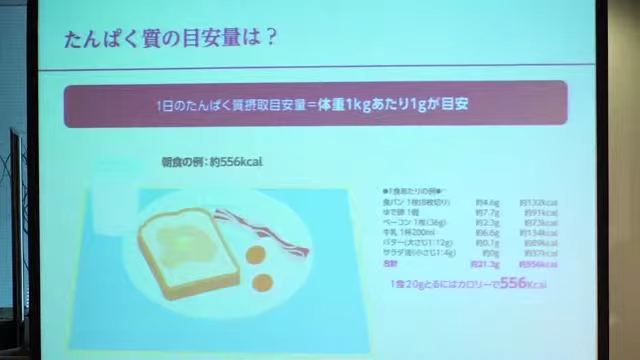 たんぱく質の目安量は？
1日のたんぱく質摂取目安量＝体重1kgあたり1gが目安
朝食の例：約556kcal
●1食あたりの例●
食パン 1枚(8枚切り) 約4.6g 約132kcal
ゆで卵 1個 約7.7g 約91kcal
ベーコン 1枚(36g) 約2.3g 約73kcal
牛乳 1杯200ml 約6.6g 約134kcal
バター(大さじ1:12g) 約0.1g 約89kcal
サラダ油(小さじ1:4g) 約0g 約37kcal
合計 約21.3g 約556kcal
1食20gとるにはカロリーで556Kcal